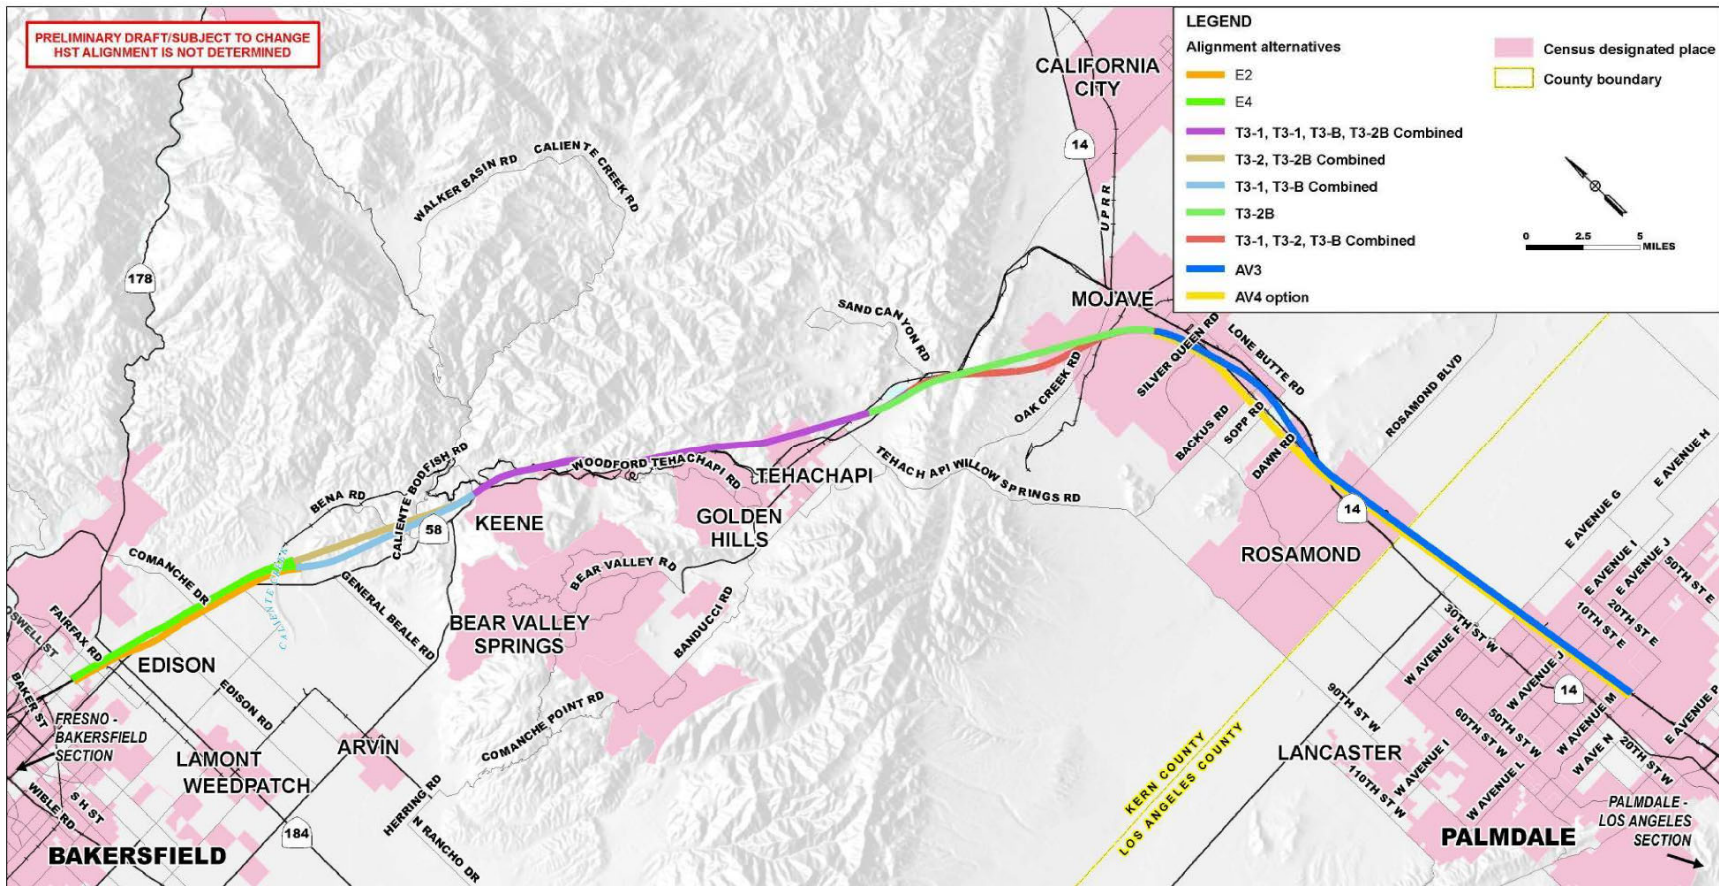 PRELIMINARY DRAFT/SUBJECT TO CHANGE
HST ALIGNMENT IS NOT DETERMINED
LEGEND
Alignment alternatives
E2
E4
T3-1, T3-1, T3-B, T3-2B Combined
T3-2, T3-2B Combined
T3-1, T3-B Combined
T3-2B
T3-1, T3-2, T3-B Combined
AV3
AV4 option
Census designated place
County boundary
0 2.5 5
MILES
CALIFORNIA
CITY
14
UPRR
WALKER BASIN RD
CALIENTE CREEK RD
178
MOJAVE
SAND CANYON RD
SILVER QUEEN RD
LONE BUTTE RD
OAK CREEK RD
BACKUS RD
SOPP RD
DAWN RD
ROSAMOND BLVD
TEHACHAPI WILLOW SPRINGS RD
WOODFORD TEHACHAPI RD
TEHACHAPI
GOLDEN
HILLS
KEENE
BENA RD
CALIENTE BODFISH RD
58
COMANCHE DR
CALIENTE CREEK
GENERAL BEALE RD
BEAR VALLEY RD
BEAR VALLEY
SPRINGS
BANDUCCI RD
COMANCHE POINT RD
OSWELL ST
FAIRFAX RD
EDISON
EDISON RD
BAKER ST
FRESNO -
BAKERSFIELD
SECTION
LAMONT
WEEDPATCH
ARVIN
HERRING RD
N RANCHO DR
S H ST
WIBLE RD
184
BAKERSFIELD
14
ROSAMOND
E AVENUE G
E AVENUE H
E AVENUE I
E AVENUE J
50TH ST E
20TH ST E
10TH ST E
30TH ST W
W AVENUE F
W AVENUE J
14
90TH ST W
60TH ST W
50TH ST W
W AVENUE M
W AVE N
20TH ST W
E AVENUE P
LANCASTER
W AVENUE I
W AVENUE L
110TH ST W
KERN COUNTY
LOS ANGELES COUNTY
PALMDALE
PALMDALE -
LOS ANGELES
SECTION